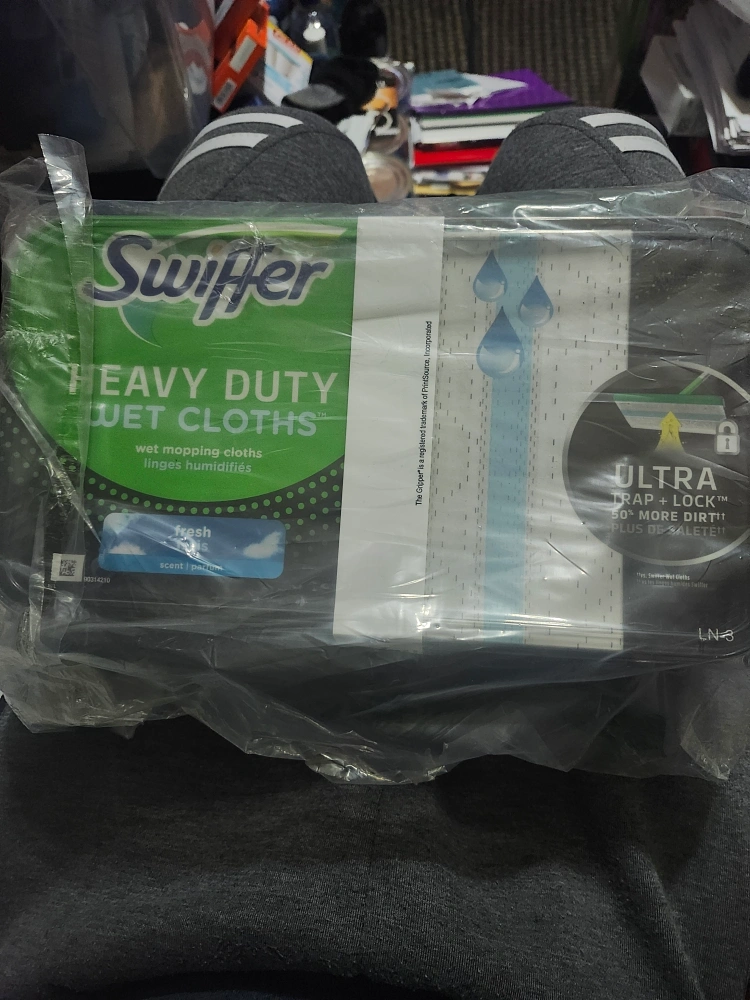 Swiffer
HEAVY DUTY
WET CLOTHS™
wet mopping cloths
linges humidifiés
fresh
scent | parfum
The Gripper® is a registered trademark of PrintSource, Incorporated
ULTRA
TRAP + LOCK™
50% MORE DIRT††
PLUS DE SALETÉ††
LN-3